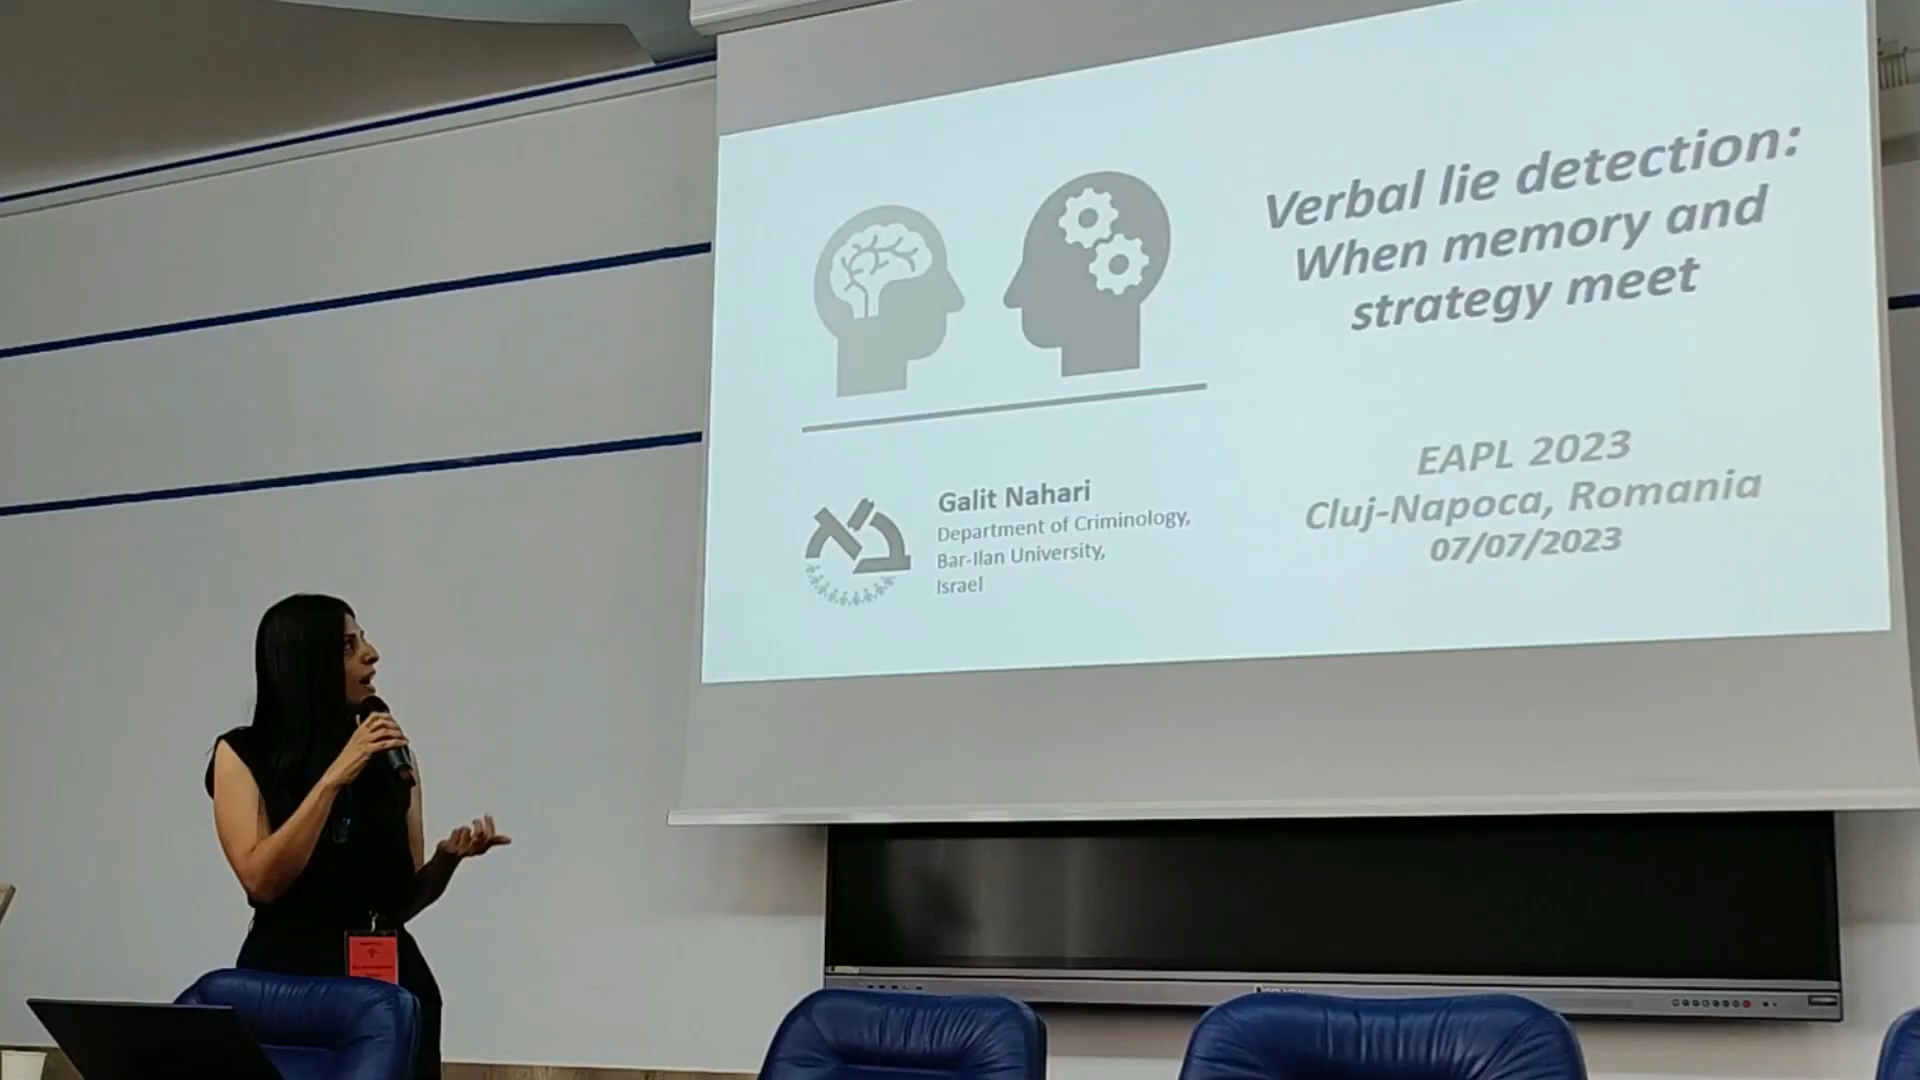 Verbal lie detection:
When memory and
strategy meet
EAPL 2023
Cluj-Napoca, Romania
07/07/2023
Galit Nahari
Department of Criminology,
Bar-Ilan University,
Israel